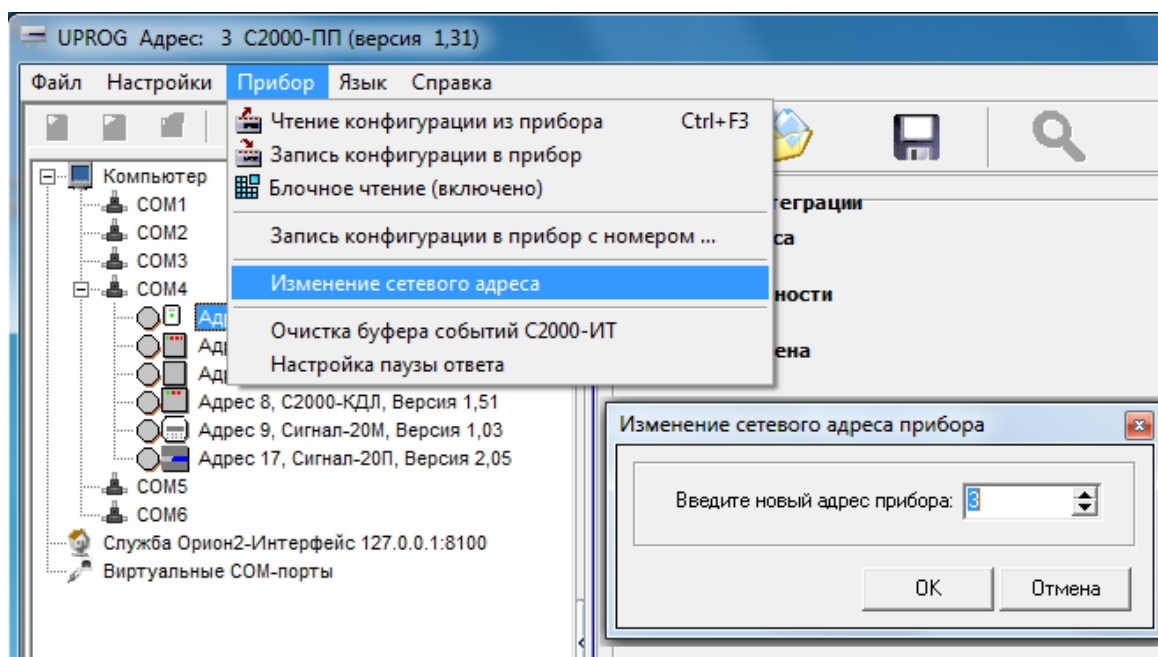 UPROG Адрес: 3 С2000-ПП (версия 1,31)
Файл Настройки Прибор Язык Справка
Чтение конфигурации из прибора Ctrl+F3
Запись конфигурации в прибор
Блочное чтение (включено)
Запись конфигурации в прибор с номером ...
Изменение сетевого адреса
Очистка буфера событий С2000-ИТ
Настройка паузы ответа
Компьютер
COM1
COM2
COM3
COM4
Адрес 8, С2000-КДЛ, Версия 1,51
Адрес 9, Сигнал-20М, Версия 1,03
Адрес 17, Сигнал-20П, Версия 2,05
COM5
COM6
Служба Орион2-Интерфейс 127.0.0.1:8100
Виртуальные COM-порты
Изменение сетевого адреса прибора
Введите новый адрес прибора: 3
OK Отмена